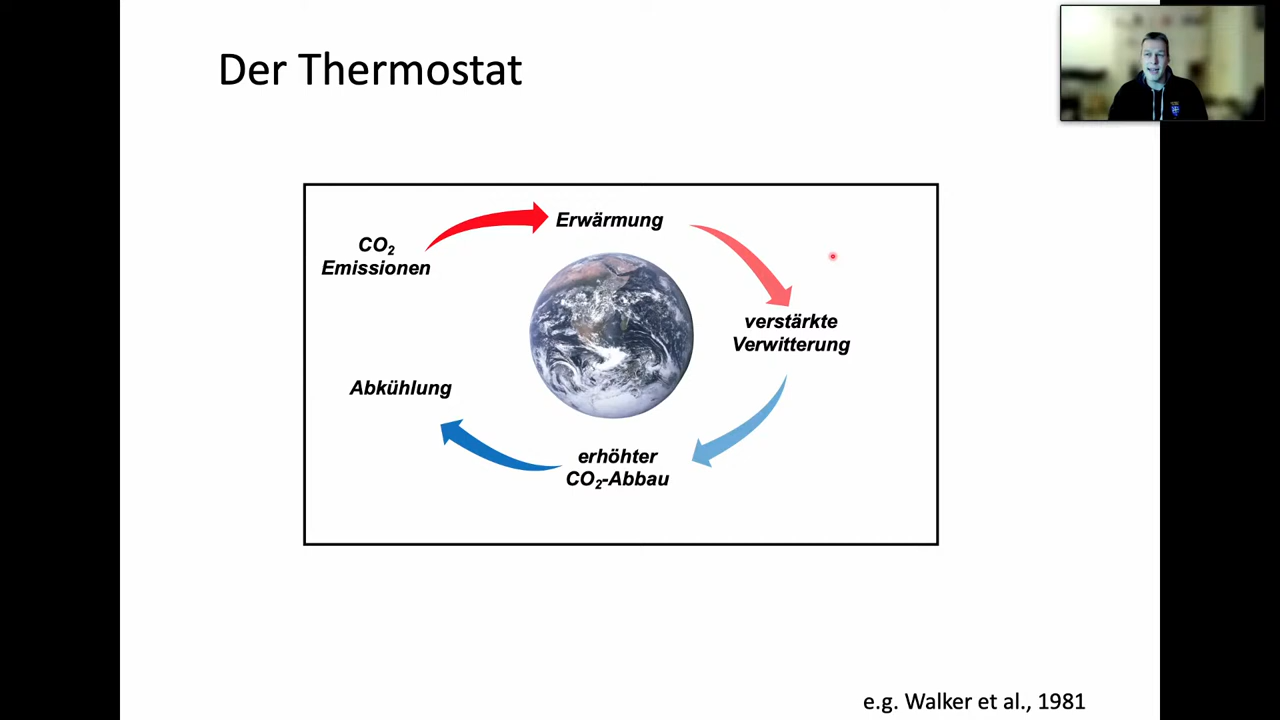 Der Thermostat
Erwärmung
CO₂
Emissionen
verstärkte
Verwitterung
Abkühlung
erhöhter
CO₂-Abbau
e.g. Walker et al., 1981